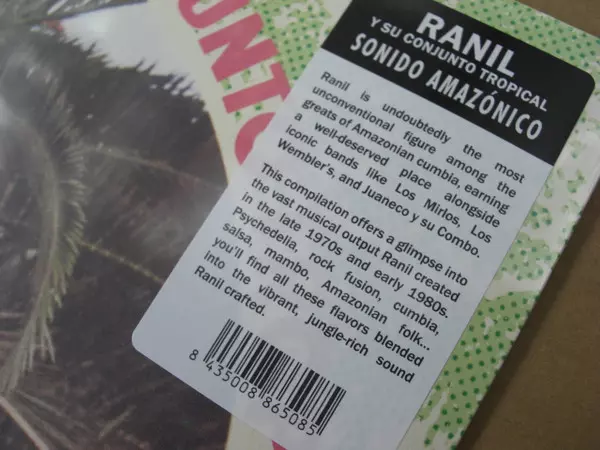 UNTO
RANIL
Y SU CONJUNTO TROPICAL
SONIDO AMAZÓNICO
Ranil is undoubtedly the most
unconventional figure among the
greats of Amazonian cumbia, earning
a well-deserved place alongside
iconic bands like Los Mirlos, Los
Wembler's, and Juaneco y su Combo.
This compilation offers a glimpse into
the vast musical output Ranil created
in the late 1970s and early 1980s.
Psychedelia, rock fusion, cumbia,
salsa, mambo, Amazonian folk...
you'll find all these flavors blended
into the vibrant, jungle-rich sound
Ranil crafted.
8 435008 865085